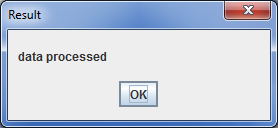 Result
data processed
OK